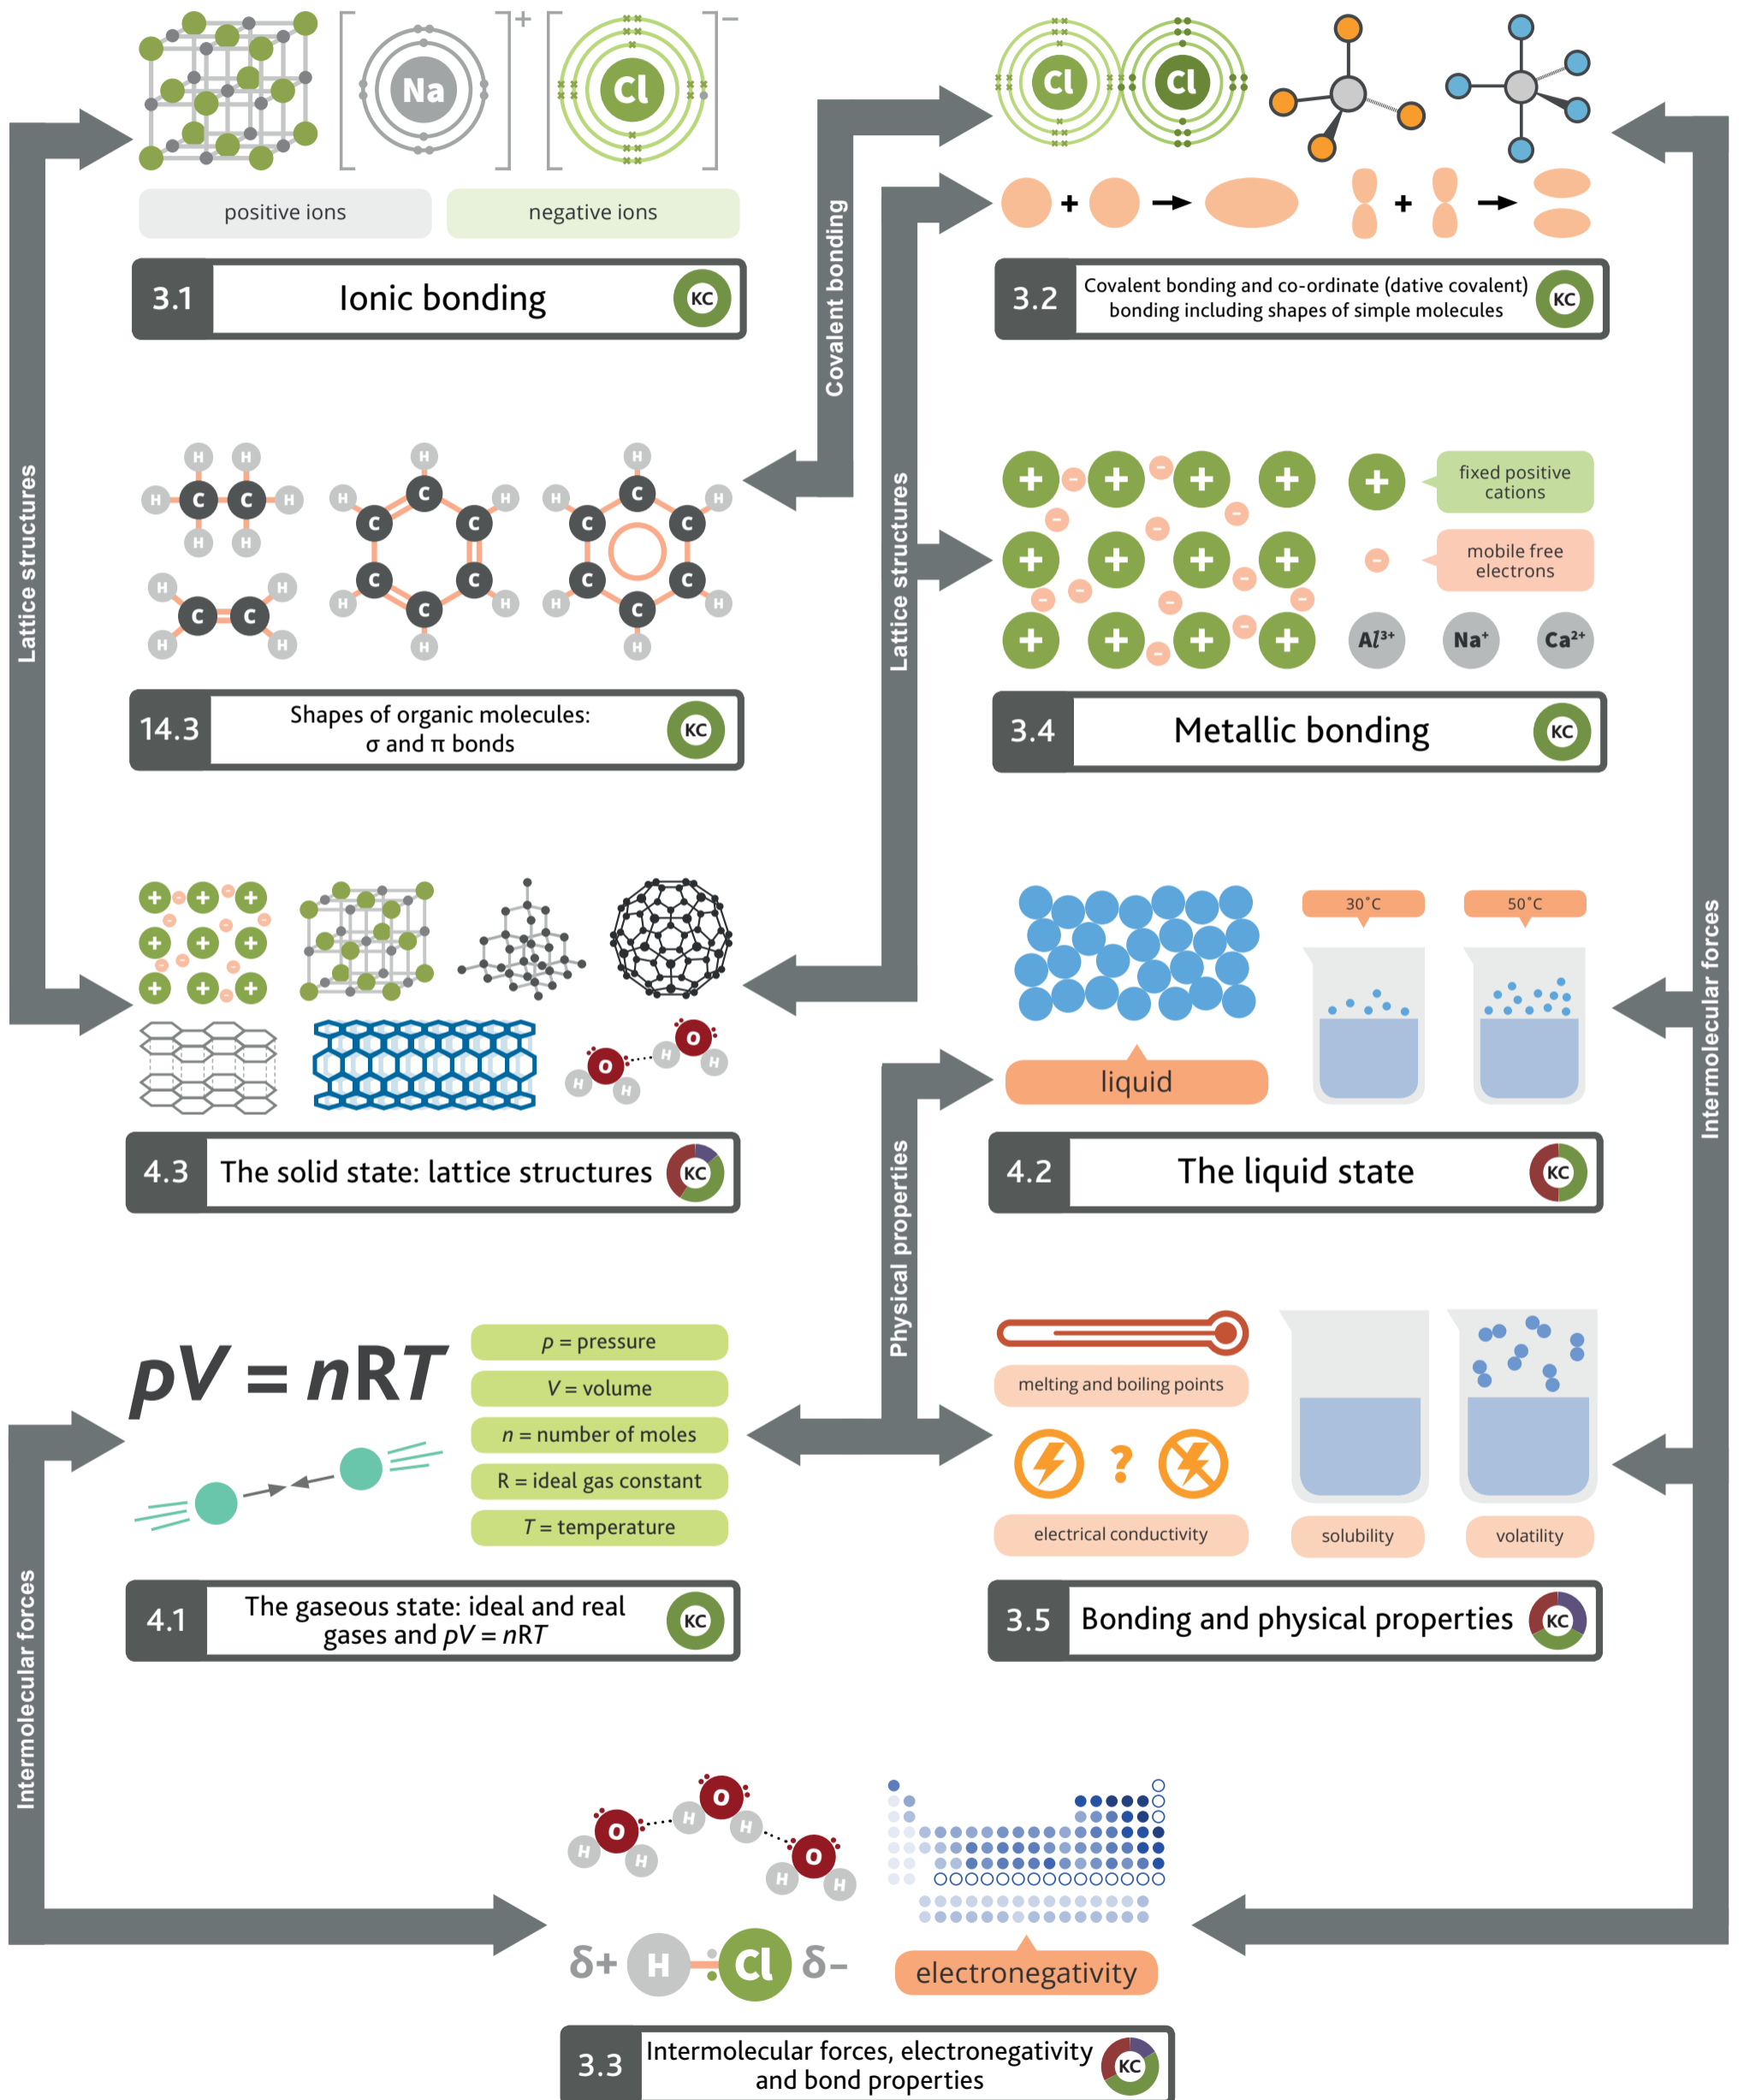 Na
+
Cl
−
positive ions
negative ions
3.1
Ionic bonding
KC
Cl
Cl
+
+
3.2
Covalent bonding and co-ordinate (dative covalent)
bonding including shapes of simple molecules
KC
Covalent bonding
Lattice structures
Lattice structures
Intermolecular forces
H H
H C C H
H H
H H
C C
H H
H
H C H
C C
C C
H C H
H
H
H C H
C C
C C
H C H
H
14.3
Shapes of organic molecules:
σ and π bonds
KC
+ − + − + +
− − −
+ + + − +
− − − −
+ + − + − +
+
fixed positive
cations
−
mobile free
electrons
Al³⁺ Na⁺ Ca²⁺
3.4
Metallic bonding
KC
+ − + − +
− − −
+ + +
− − −
+ + − +
O
H
H
O
H
H
4.3
The solid state: lattice structures
KC
liquid
30˚C
50˚C
4.2
The liquid state
KC
Physical properties
pV = nRT
p = pressure
V = volume
n = number of moles
R = ideal gas constant
T = temperature
4.1
The gaseous state: ideal and real
gases and pV = nRT
KC
melting and boiling points
?
electrical conductivity
solubility
volatility
3.5
Bonding and physical properties
KC
Intermolecular forces
O
H
H
O
H
H
O
H
H
δ+ H Cl δ−
electronegativity
3.3
Intermolecular forces, electronegativity
and bond properties
KC